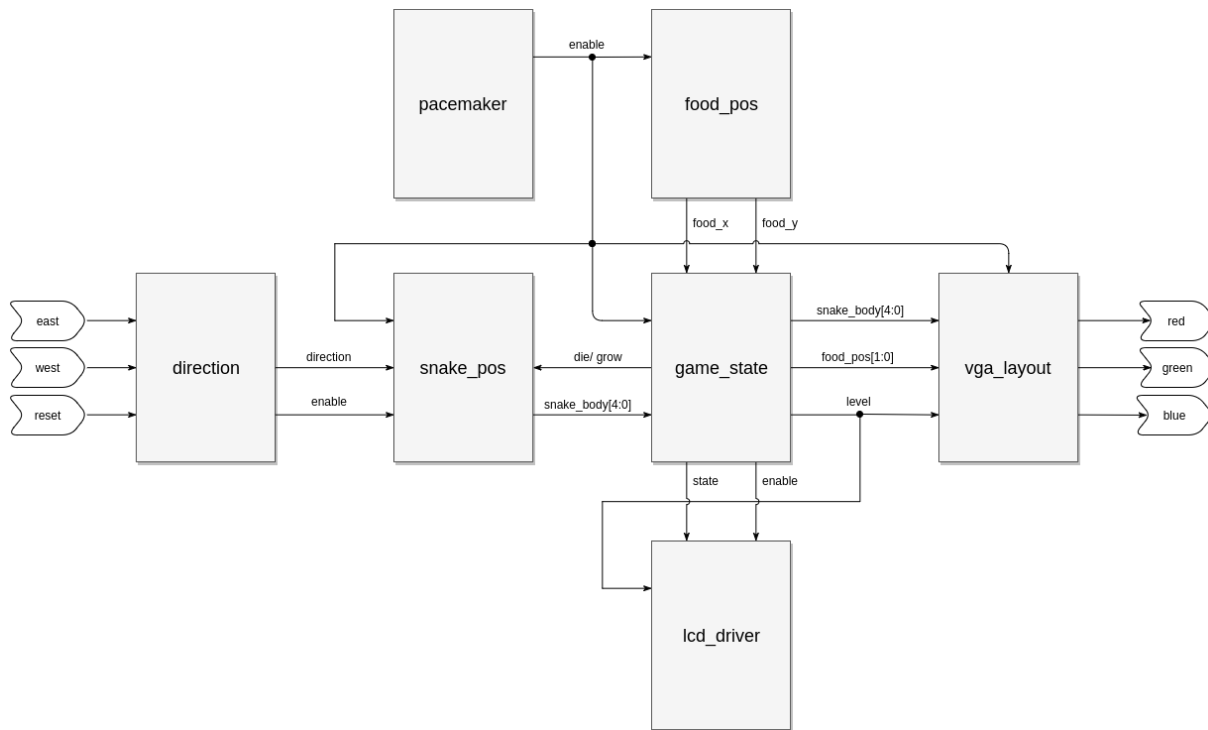 enable
pacemaker
food_pos
food_x
food_y
east
west
reset
direction
direction
enable
snake_pos
die/ grow
snake_body[4:0]
game_state
snake_body[4:0]
food_pos[1:0]
level
vga_layout
red
green
blue
state
enable
lcd_driver